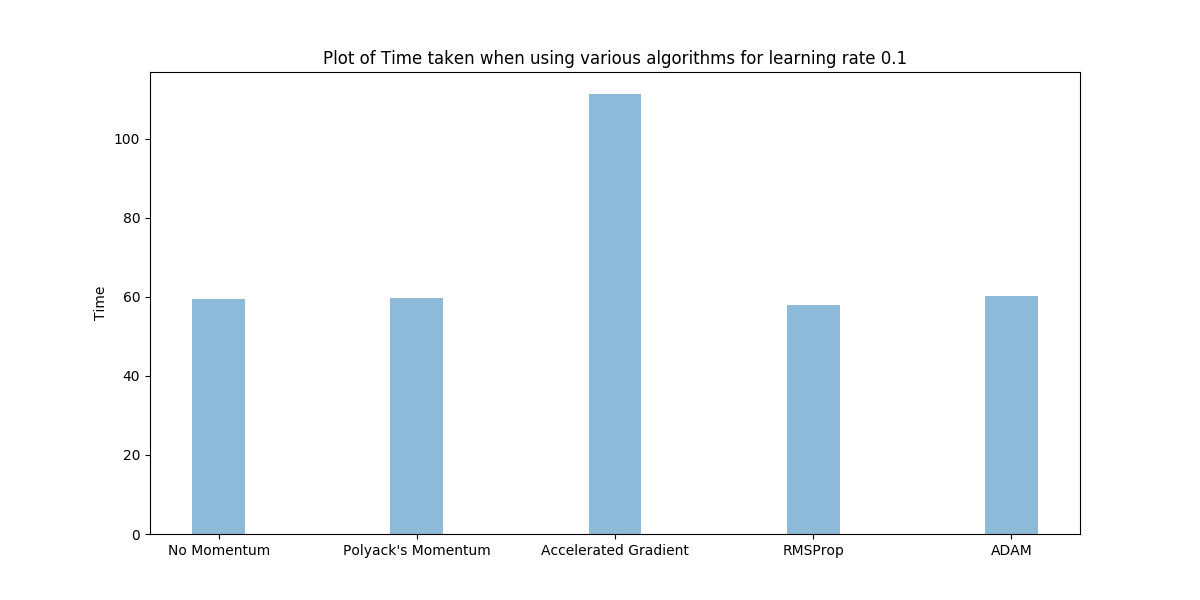 Plot of Time taken when using various algorithms for learning rate 0.1
100
80
60
40
20
0
Time
No Momentum Polyack's Momentum Accelerated Gradient RMSProp ADAM